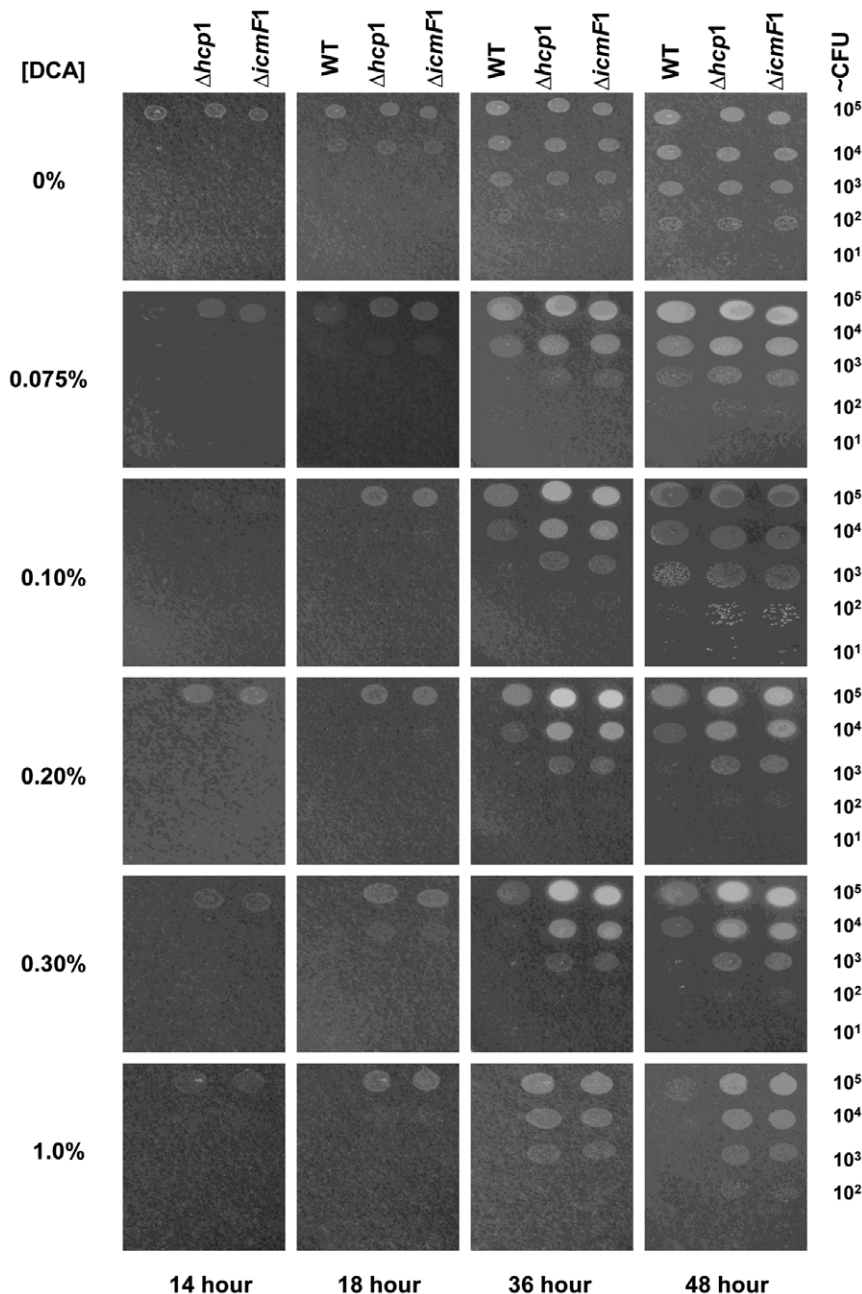 [DCA] Δhcp1 ΔicmF1 WT Δhcp1 ΔicmF1 WT Δhcp1 ΔicmF1 WT Δhcp1 ΔicmF1 ~CFU
0% 10⁵ 10⁴ 10³ 10² 10¹
0.075% 10⁵ 10⁴ 10³ 10² 10¹
0.10% 10⁵ 10⁴ 10³ 10² 10¹
0.20% 10⁵ 10⁴ 10³ 10² 10¹
0.30% 10⁵ 10⁴ 10³ 10² 10¹
1.0% 10⁵ 10⁴ 10³ 10²
14 hour 18 hour 36 hour 48 hour